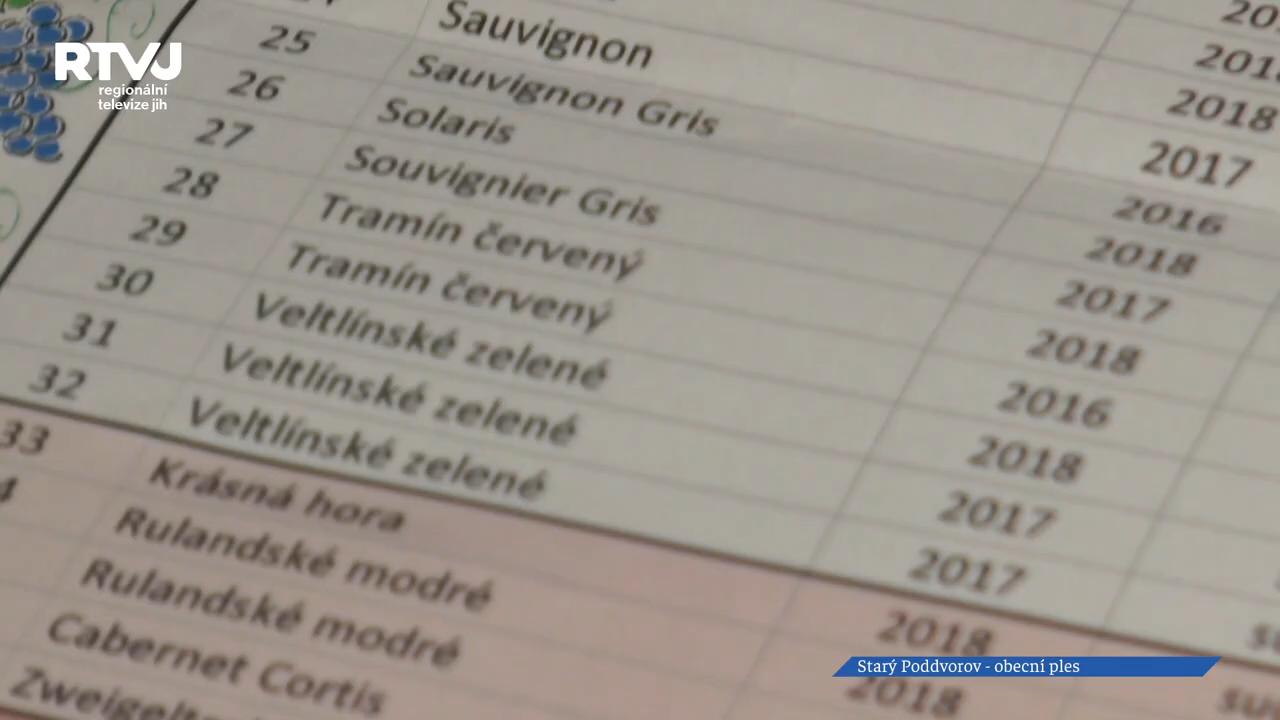 RTVJ
regionální
televize jih
Sauvignon 2017
25 Sauvignon Gris 2016
26 Solaris 2018
27 Souvignier Gris 2017
28 Tramín červený 2018
29 Tramín červený 2016
30 Veltlínské zelené 2018
31 Veltlínské zelené 2017
32 Veltlínské zelené 2017
33 Krásná hora 2018
Rulandské modré 2018
Rulandské modré
Cabernet Cortis
2018
Starý Poddvorov - obecní ples